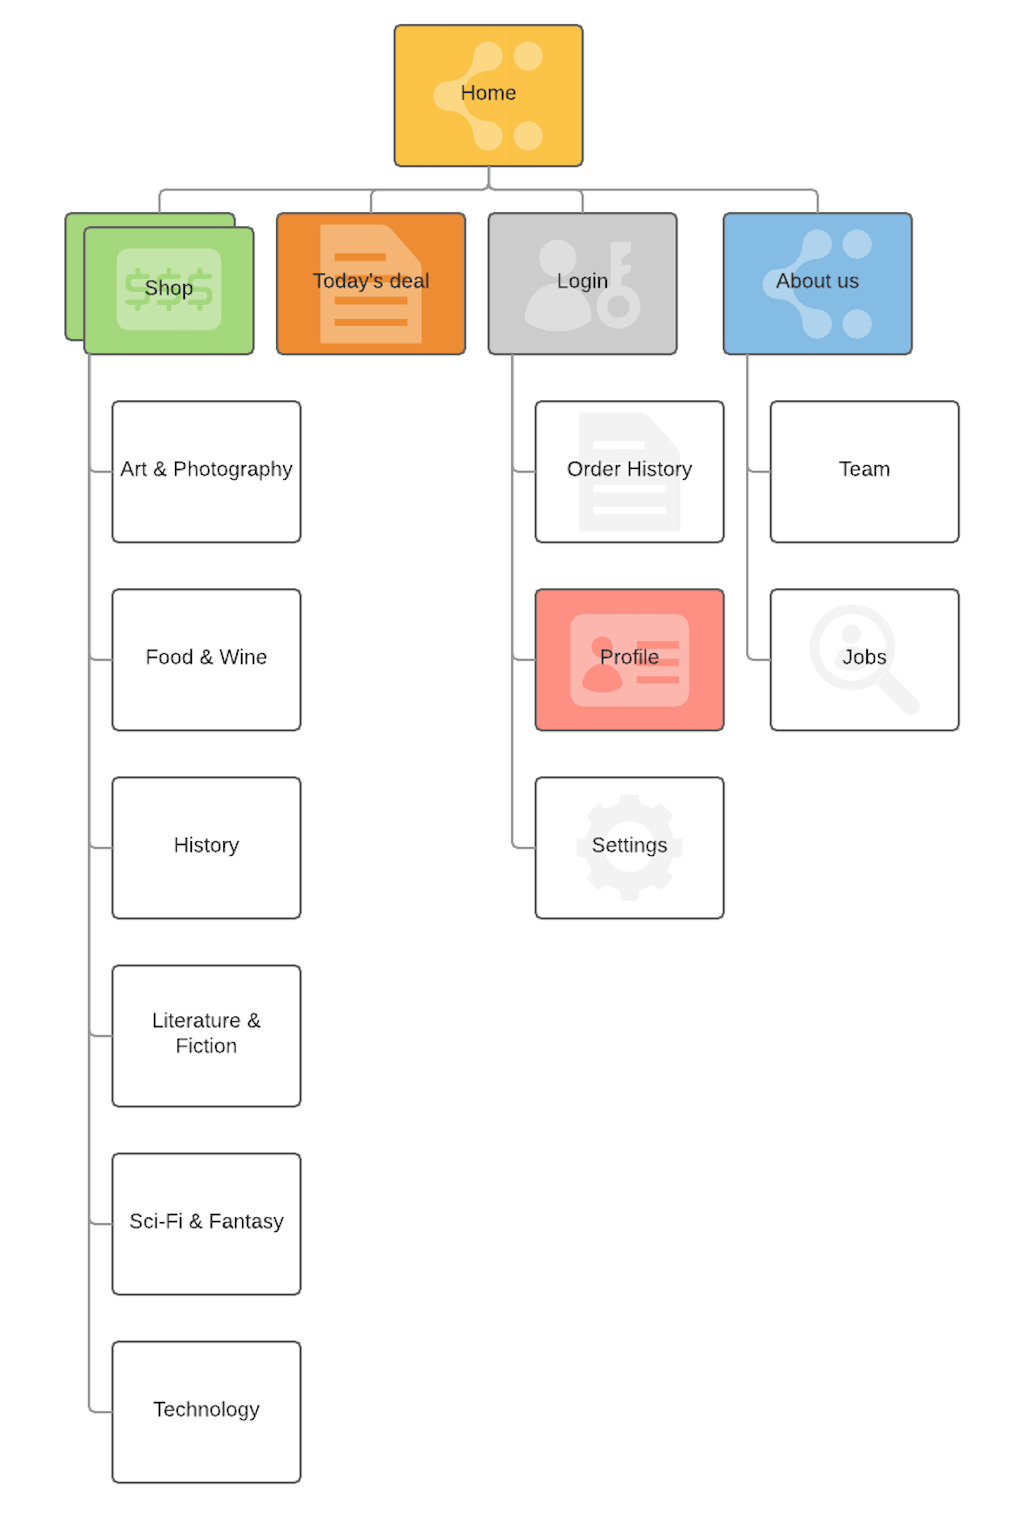 Home
Shop
Today's deal
Login
About us
Art & Photography
Order History
Team
Food & Wine
Profile
Jobs
History
Settings
Literature &
Fiction
Sci-Fi & Fantasy
Technology